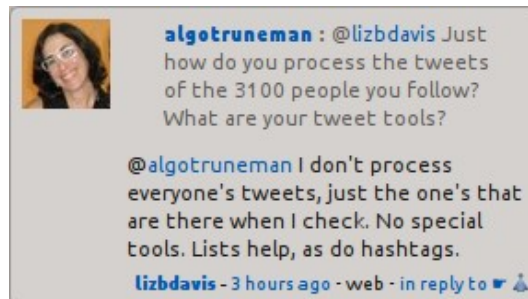 algotruneman : @lizbdavis Just
how do you process the tweets
of the 3100 people you follow?
What are your tweet tools?
@algotruneman I don't process
everyone's tweets, just the one's that
are there when I check. No special
tools. Lists help, as do hashtags.
lizbdavis - 3 hours ago - web - in reply to ☛